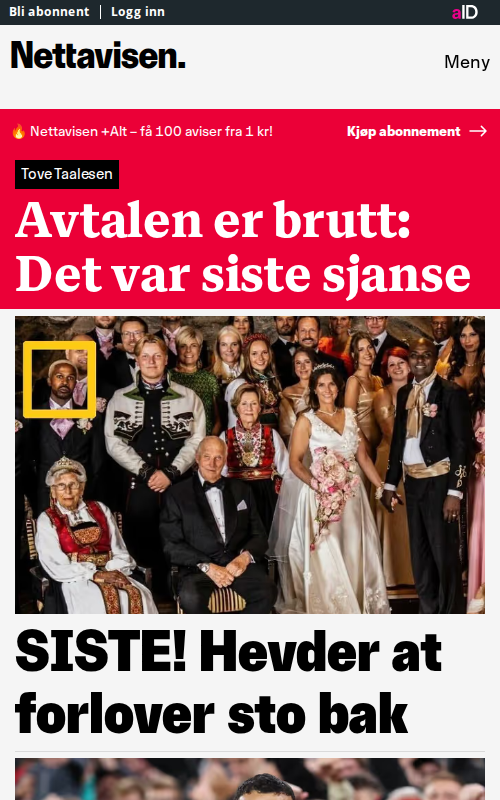 Bli abonnent
Logg inn
aID
Nettavisen.
Meny
🔥 Nettavisen +Alt – få 100 aviser fra 1 kr!
Kjøp abonnement →
Tove Taalesen
Avtalen er brutt:
Det var siste sjanse
SISTE! Hevder at
forlover sto bak